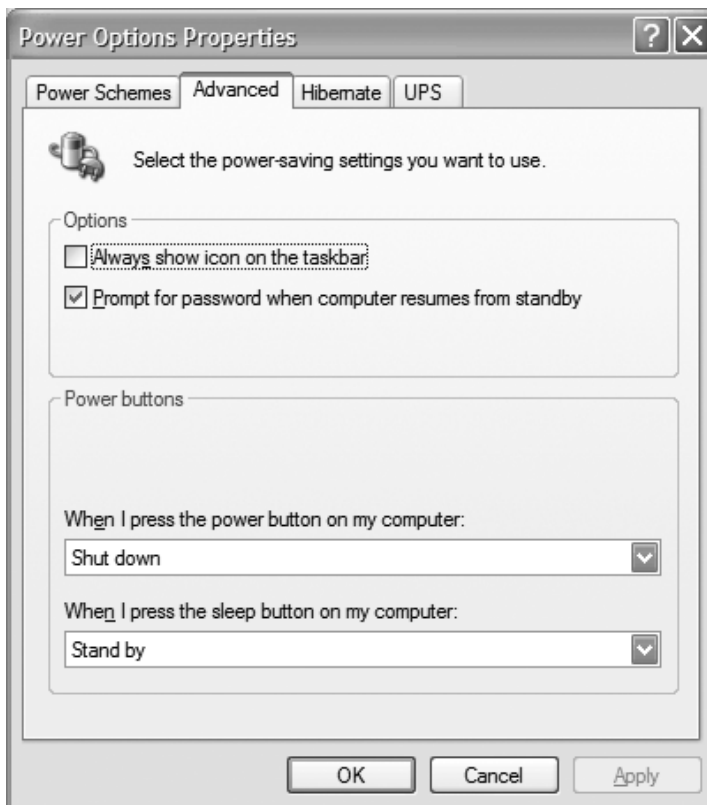 Power Options Properties
Power Schemes Advanced Hibernate UPS
Select the power-saving settings you want to use.
Options
Always show icon on the taskbar
Prompt for password when computer resumes from standby
Power buttons
When I press the power button on my computer:
Shut down
When I press the sleep button on my computer:
Stand by
OK Cancel Apply